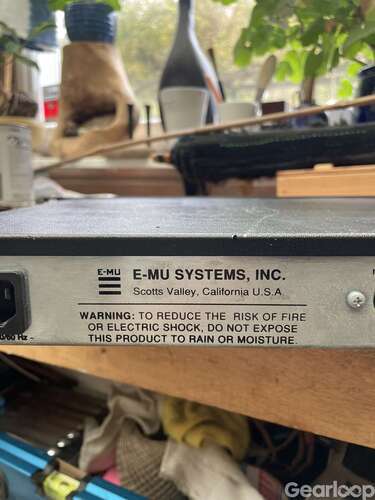 E-MU
E-MU SYSTEMS, INC.
Scotts Valley, California U.S.A.
WARNING: TO REDUCE THE RISK OF FIRE
OR ELECTRIC SHOCK, DO NOT EXPOSE
THIS PRODUCT TO RAIN OR MOISTURE.
Hz ~
Gearloop